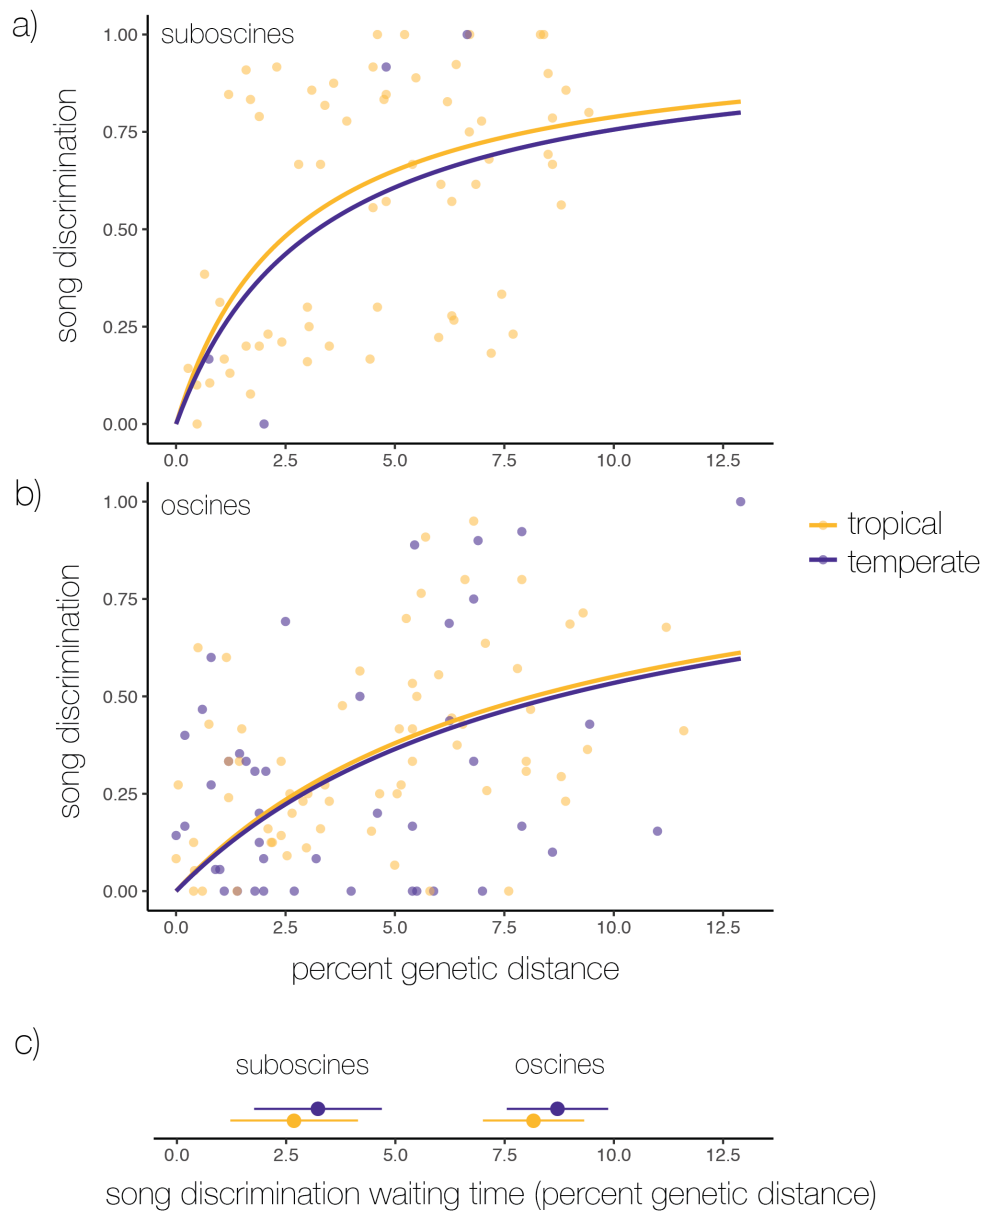 a)
suboscines
1.00
0.75
0.50
0.25
0.00
song discrimination
0.0 2.5 5.0 7.5 10.0 12.5
b)
oscines
1.00
0.75
0.50
0.25
0.00
song discrimination
0.0 2.5 5.0 7.5 10.0 12.5
percent genetic distance
tropical
temperate
c)
suboscines oscines
0.0 2.5 5.0 7.5 10.0 12.5
song discrimination waiting time (percent genetic distance)